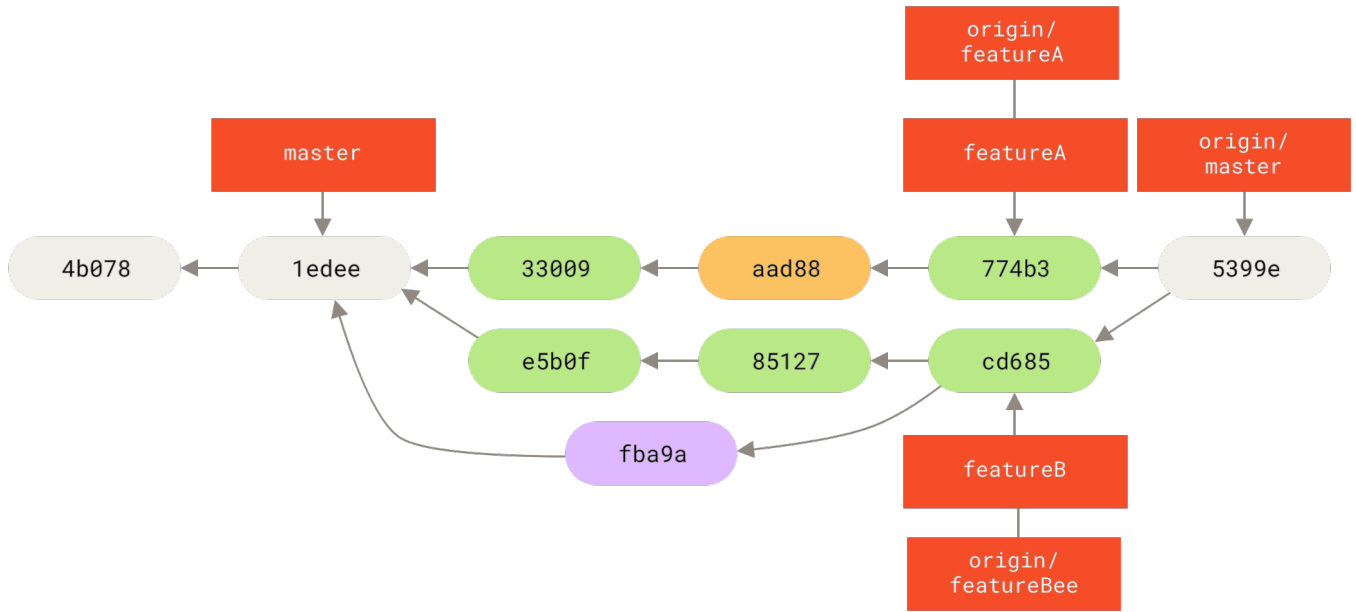 origin/
featureA
master
featureA
origin/
master
4b078
1edee
33009
aad88
774b3
5399e
e5b0f
85127
cd685
fba9a
featureB
origin/
featureBee